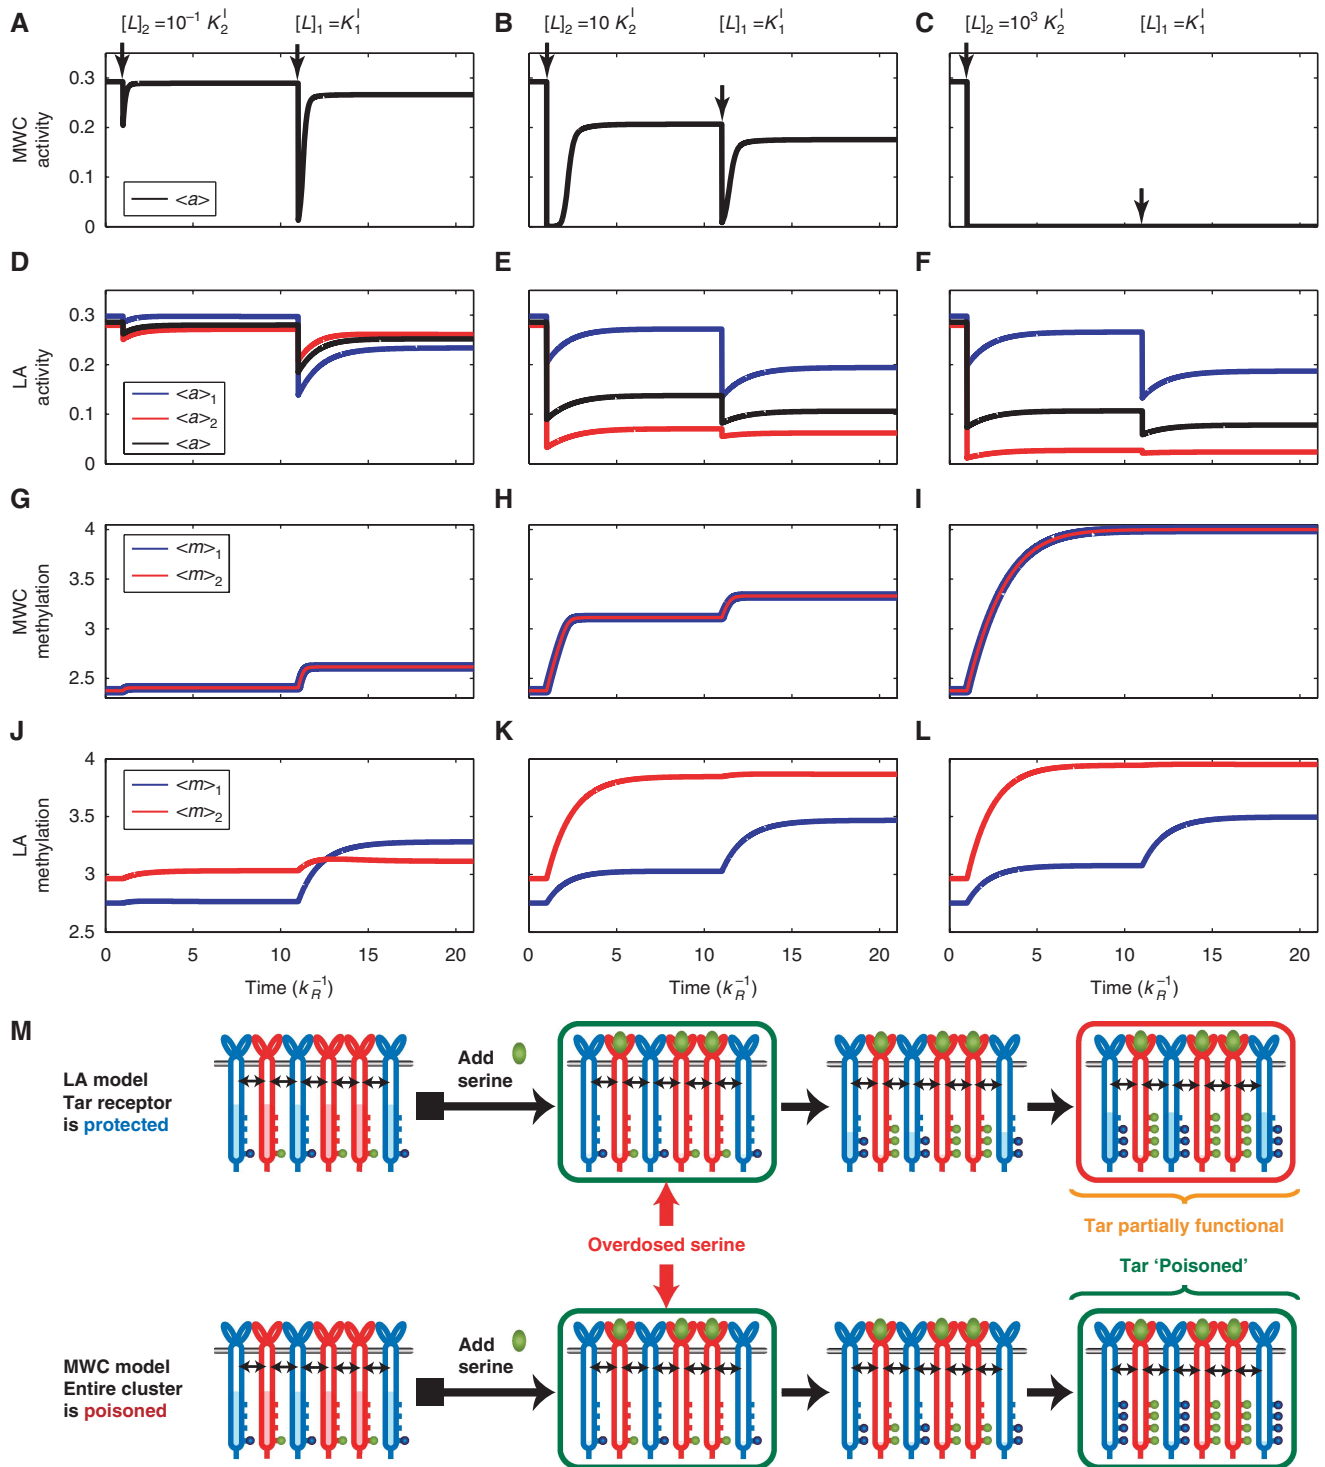 A
[L]₂ =10⁻¹ K₂ᴵ
[L]₁ =K₁ᴵ
B
[L]₂ =10 K₂ᴵ
[L]₁ =K₁ᴵ
C
[L]₂ =10³ K₂ᴵ
[L]₁ =K₁ᴵ
MWC
activity
0.3
0.2
0.1
0
<a>
D
E
F
LA
activity
0.3
0.2
0.1
0
<a>₁
<a>₂
<a>
G
H
I
MWC
methylation
4
3.5
3
2.5
<m>₁
<m>₂
J
K
L
LA
methylation
4
3.5
3
2.5
<m>₁
<m>₂
0 5 10 15 20
0 5 10 15 20
0 5 10 15 20
Time (k_R⁻¹)
Time (k_R⁻¹)
Time (k_R⁻¹)
M
LA model
Tar receptor
is protected
Add
serine
Overdosed serine
Tar partially functional
Tar ‘Poisoned’
MWC model
Entire cluster
is poisoned
Add
serine